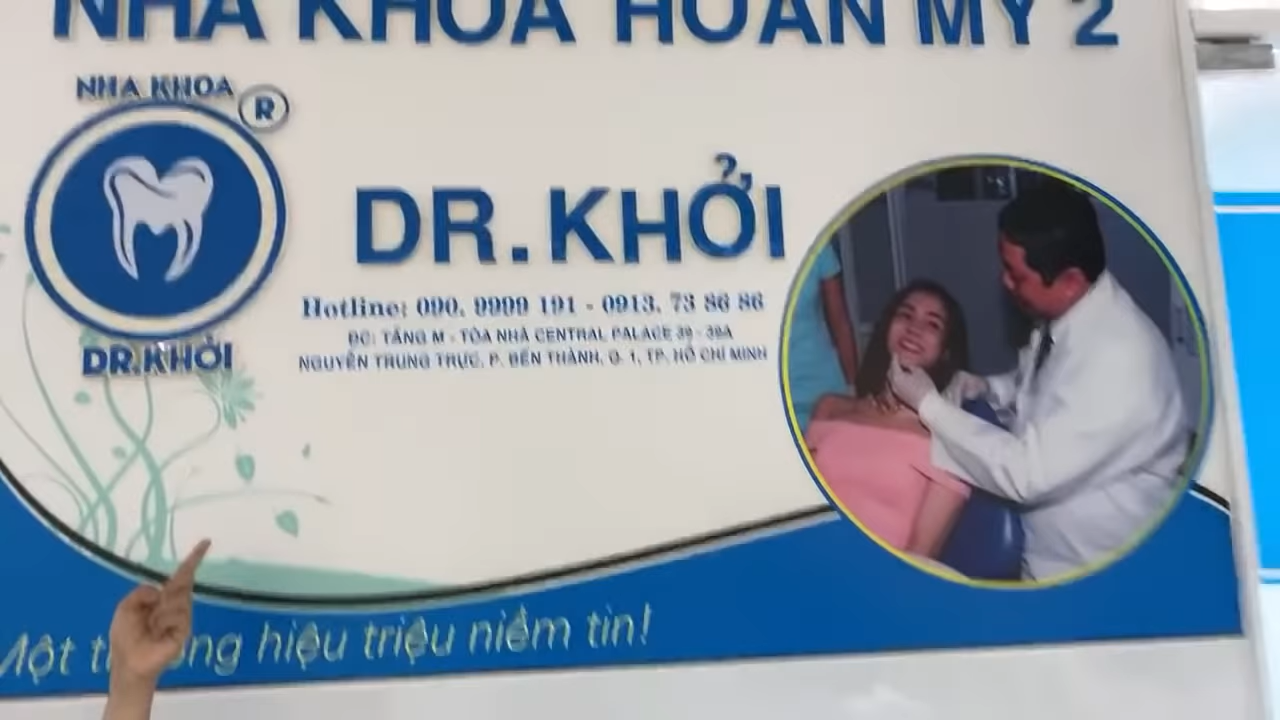 NHA KHOA HOÀN MỸ 2
NHA KHOA
R
DR. KHỞI
Hotline: 090. 9999 191 - 0913. 73 86 86
ĐC: TẦNG M - TÒA NHÀ CENTRAL PALACE 39 - 39A
NGUYỄN TRUNG TRỰC, P. BẾN THÀNH, Q. 1, TP. HỒ CHÍ MINH
DR.KHỞI
Một hiệu triệu niềm tin!